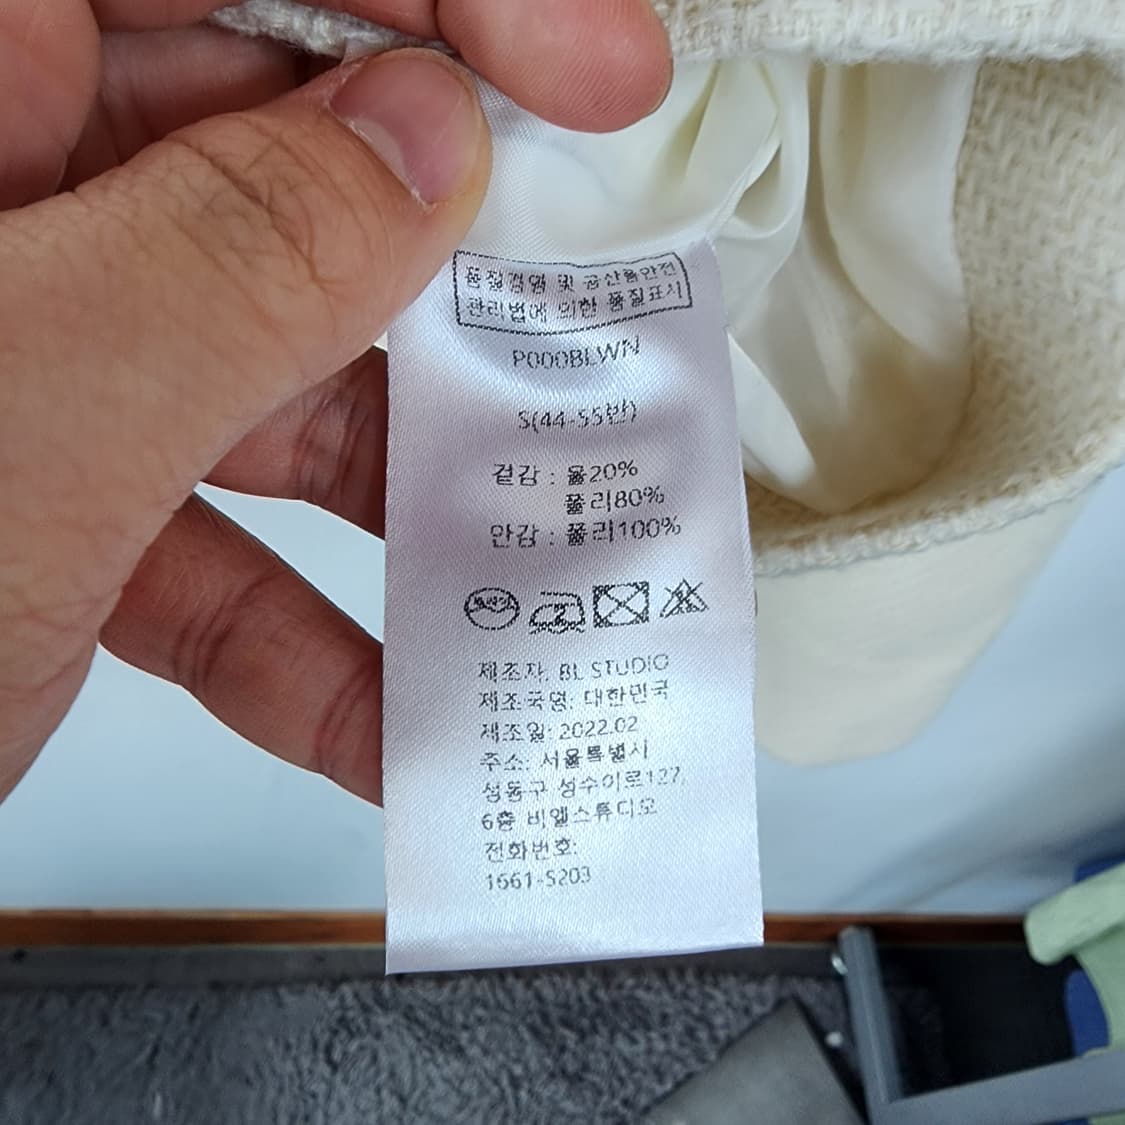 품질경영 및 공산품안전
관리법에 의한 품질표시
P000BLWN
S(44-55반)
겉감 : 울20%
폴리80%
안감 : 폴리100%
드라이
제조자: BL STUDIO
제조국명: 대한민국
제조일: 2022.02
주소: 서울특별시
성동구 성수이로127,
6층 비엘스튜디오
전화번호:
1661-5203